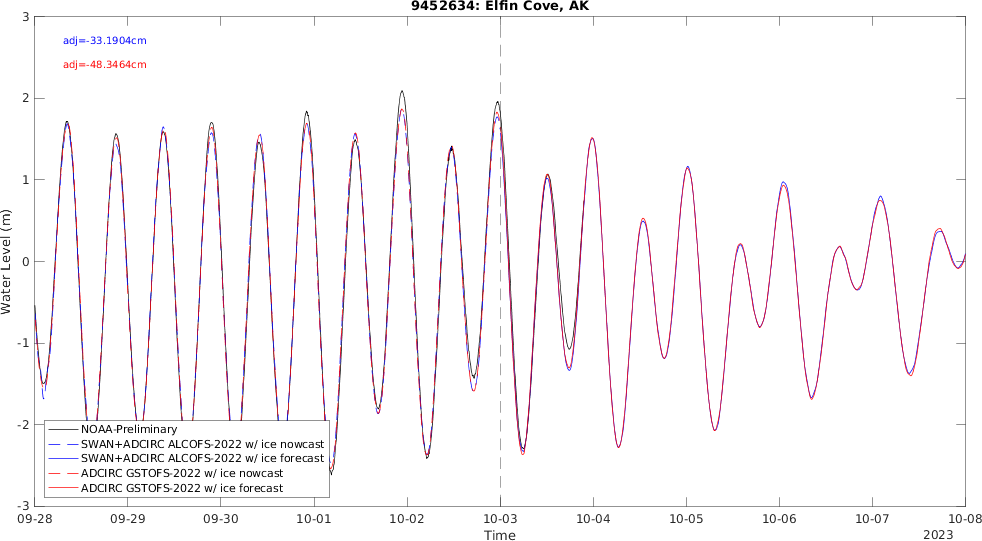 9452634: Elfin Cove, AK
adj=-33.1904cm
adj=-48.3464cm
Water Level (m)
3
2
1
0
-1
-2
-3
NOAA-Preliminary
SWAN+ADCIRC ALCOFS-2022 w/ ice nowcast
SWAN+ADCIRC ALCOFS-2022 w/ ice forecast
ADCIRC GSTOFS-2022 w/ ice nowcast
ADCIRC GSTOFS-2022 w/ ice forecast
09-28 09-29 09-30 10-01 10-02 10-03 10-04 10-05 10-06 10-07 10-08
Time
2023